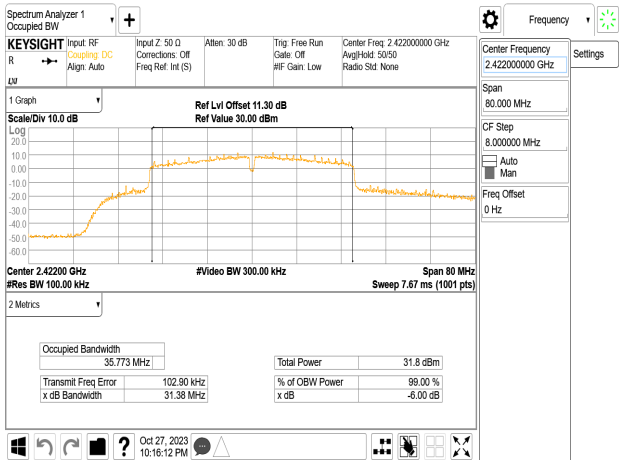 Spectrum Analyzer 1
Occupied BW
Frequency
KEYSIGHT
R
LXI
Input: RF
Coupling: DC
Align: Auto
Input Z: 50 Ω
Corrections: Off
Freq Ref: Int (S)
Atten: 30 dB
Trig: Free Run
Gate: Off
#IF Gain: Low
Center Freq: 2.422000000 GHz
Avg|Hold: 50/50
Radio Std: None
Center Frequency
2.422000000 GHz
Settings
Span
80.000 MHz
CF Step
8.000000 MHz
Auto
Man
Freq Offset
0 Hz
1 Graph
Scale/Div 10.0 dB
Ref Lvl Offset 11.30 dB
Ref Value 30.00 dBm
Log
20.0
10.0
0.00
-10.0
-20.0
-30.0
-40.0
-50.0
-60.0
Center 2.42200 GHz
#Video BW 300.00 kHz
Span 80 MHz
#Res BW 100.00 kHz
Sweep 7.67 ms (1001 pts)
2 Metrics
Occupied Bandwidth
35.773 MHz
Total Power 31.8 dBm
Transmit Freq Error 102.90 kHz
% of OBW Power 99.00 %
x dB Bandwidth 31.38 MHz
x dB -6.00 dB
?
Oct 27, 2023
10:16:12 PM